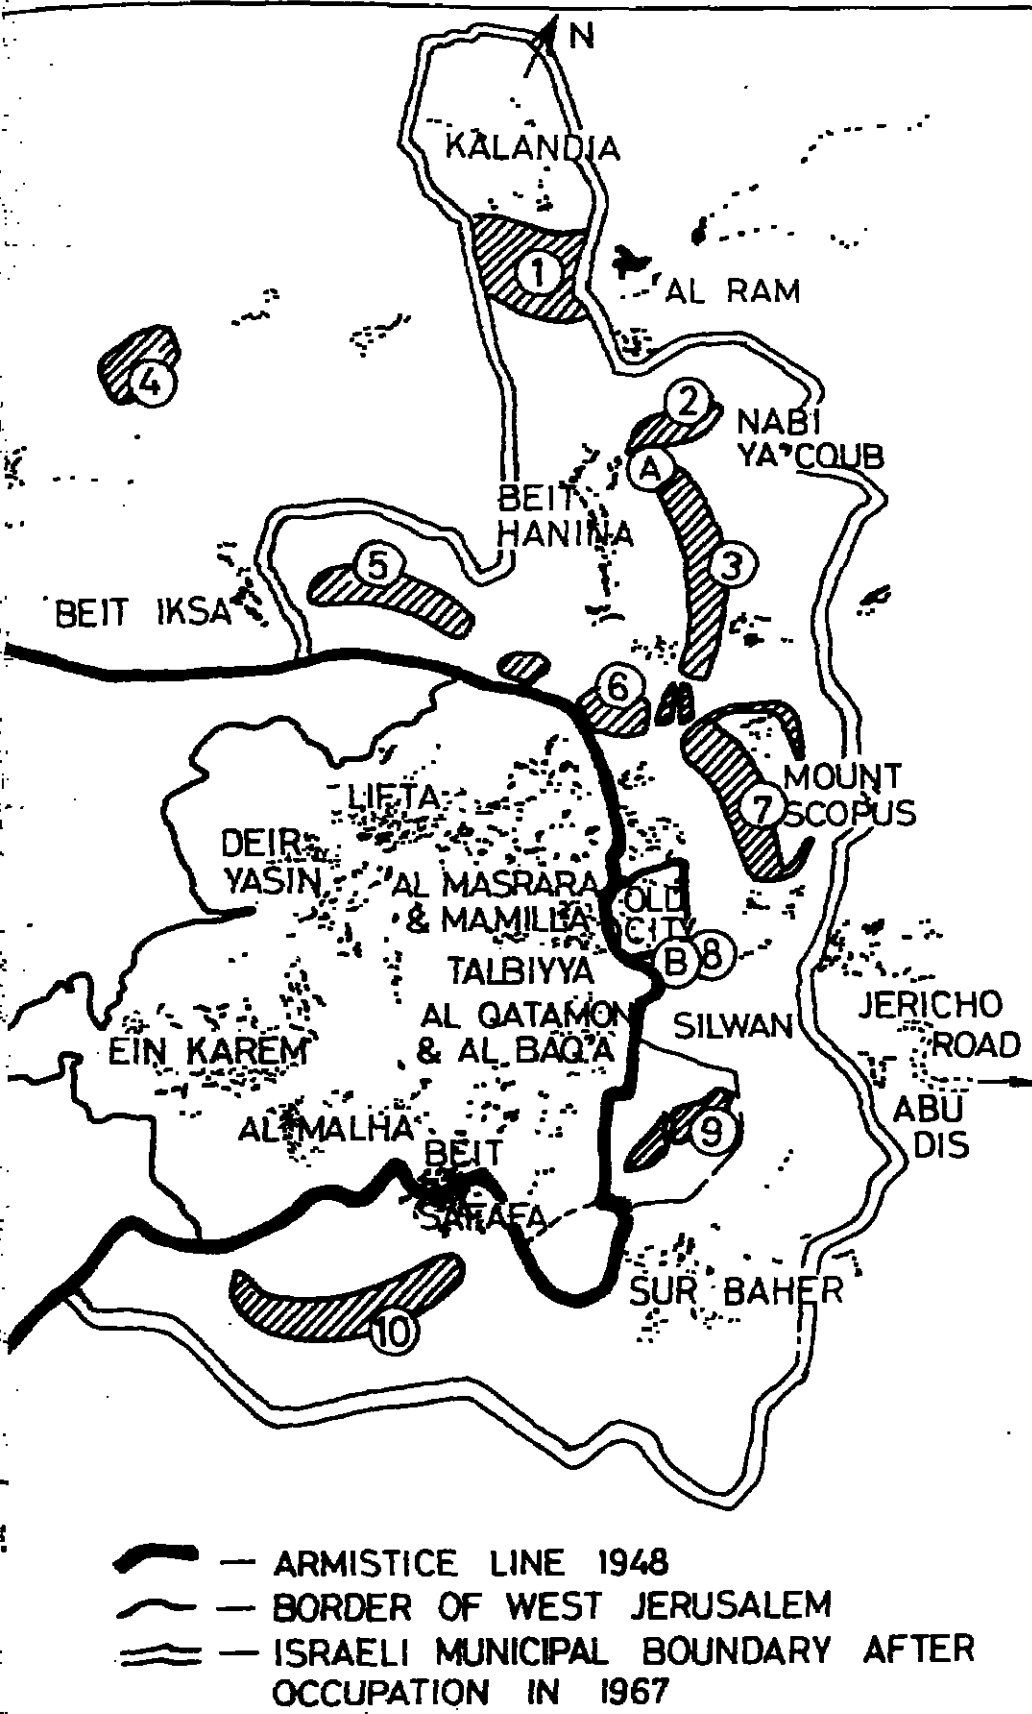 N
KALANDIA
1
AL RAM
4
2
NABI
YA'COUB
A
BEIT
HANINA
3
5
BEIT IKSA
6
MOUNT
SCOPUS
7
LIFTA
DEIR
YASIN
AL MASRARA
& MAMILLA
OLD
CITY
B
8
TALBIYYA
AL QATAMON
& AL BAQ'A
SILWAN
JERICHO
ROAD
EIN KAREM
ABU
DIS
AL MALHA
9
BEIT
SAFAFA
SUR BAHER
10
— ARMISTICE LINE 1948
— BORDER OF WEST JERUSALEM
— ISRAELI MUNICIPAL BOUNDARY AFTER
OCCUPATION IN 1967